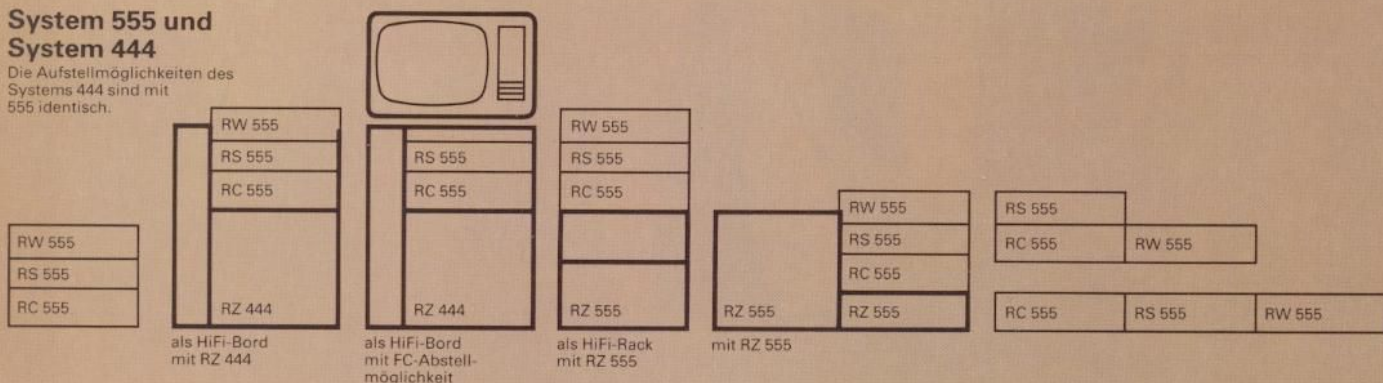 System 555 und
System 444
Die Aufstellmöglichkeiten des
Systems 444 sind mit
555 identisch.
RW 555
RS 555
RC 555
RW 555
RS 555
RC 555
RZ 444
als HiFi-Bord
mit RZ 444
RS 555
RC 555
RZ 444
als HiFi-Bord
mit FC-Abstell-
möglichkeit
RW 555
RS 555
RC 555
RZ 555
als HiFi-Rack
mit RZ 555
RZ 555
RW 555
RS 555
RC 555
RZ 555
mit RZ 555
RS 555
RC 555
RW 555
RC 555
RS 555
RW 555